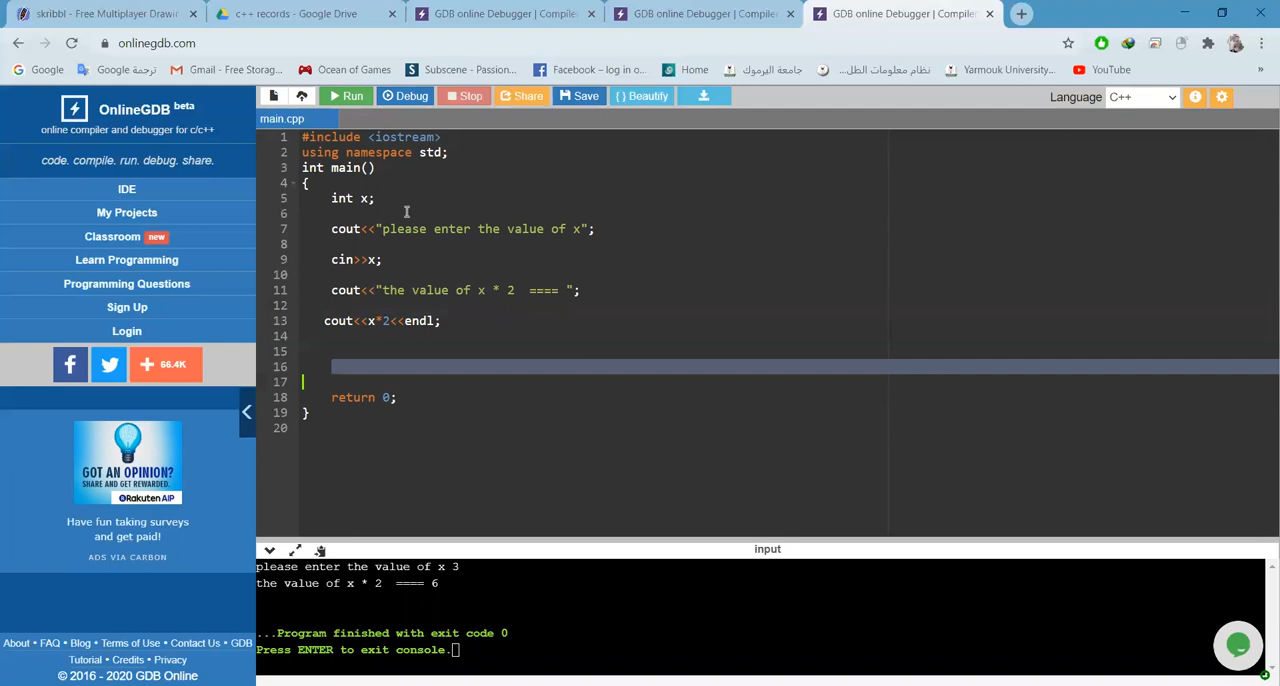 skribbl - Free Multiplayer Drawin
c++ records - Google Drive
GDB online Debugger | Compile
GDB online Debugger | Compile
GDB online Debugger | Compiler
onlinegdb.com
Google
ترجمة Google
Gmail - Free Storag...
Ocean of Games
Subscene - Passion...
Facebook – log in o...
Home
جامعة اليرموك
نظام معلومات الطل...
Yarmouk University...
YouTube
»
OnlineGDB beta
online compiler and debugger for c/c++
code. compile. run. debug. share.
IDE
My Projects
Classroom new
Learn Programming
Programming Questions
Sign Up
Login
f
+ 66.4K
GOT AN OPINION?
SHARE AND GET REWARDED.
Rakuten AIP
Have fun taking surveys
and get paid!
ADS VIA CARBON
About • FAQ • Blog • Terms of Use • Contact Us • GDB
Tutorial • Credits • Privacy
© 2016 - 2020 GDB Online
Run
Debug
Stop
Share
Save
{ } Beautify
Language C++
main.cpp
1 #include <iostream>
2 using namespace std;
3 int main()
4 {
5 int x;
6
7 cout<<"please enter the value of x";
8
9 cin>>x;
10
11 cout<<"the value of x * 2  ==== ";
12
13 cout<<x*2<<endl;
14
15
16
17
18 return 0;
19 }
20
input
please enter the value of x 3
the value of x * 2  ==== 6
...Program finished with exit code 0
Press ENTER to exit console.